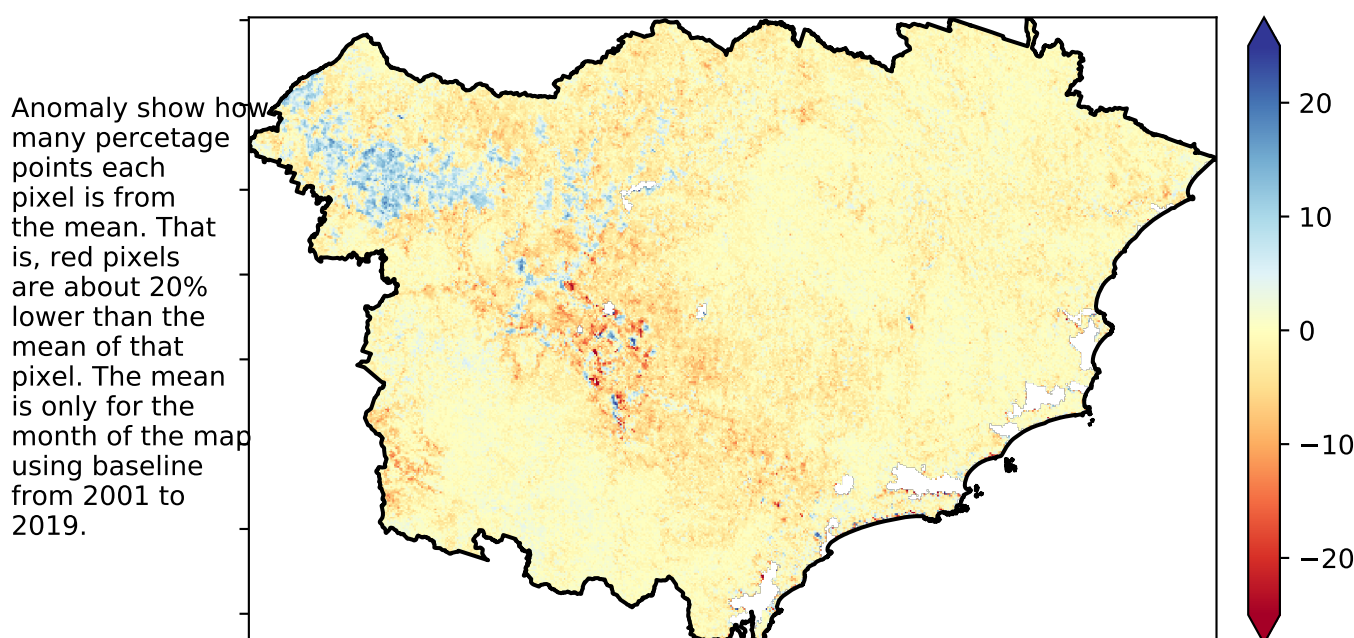 Anomaly show how
many percetage
points each
pixel is from
the mean. That
is, red pixels
are about 20%
lower than the
mean of that
pixel. The mean
is only for the
month of the map
using baseline
from 2001 to
2019.
20
10
0
−10
−20